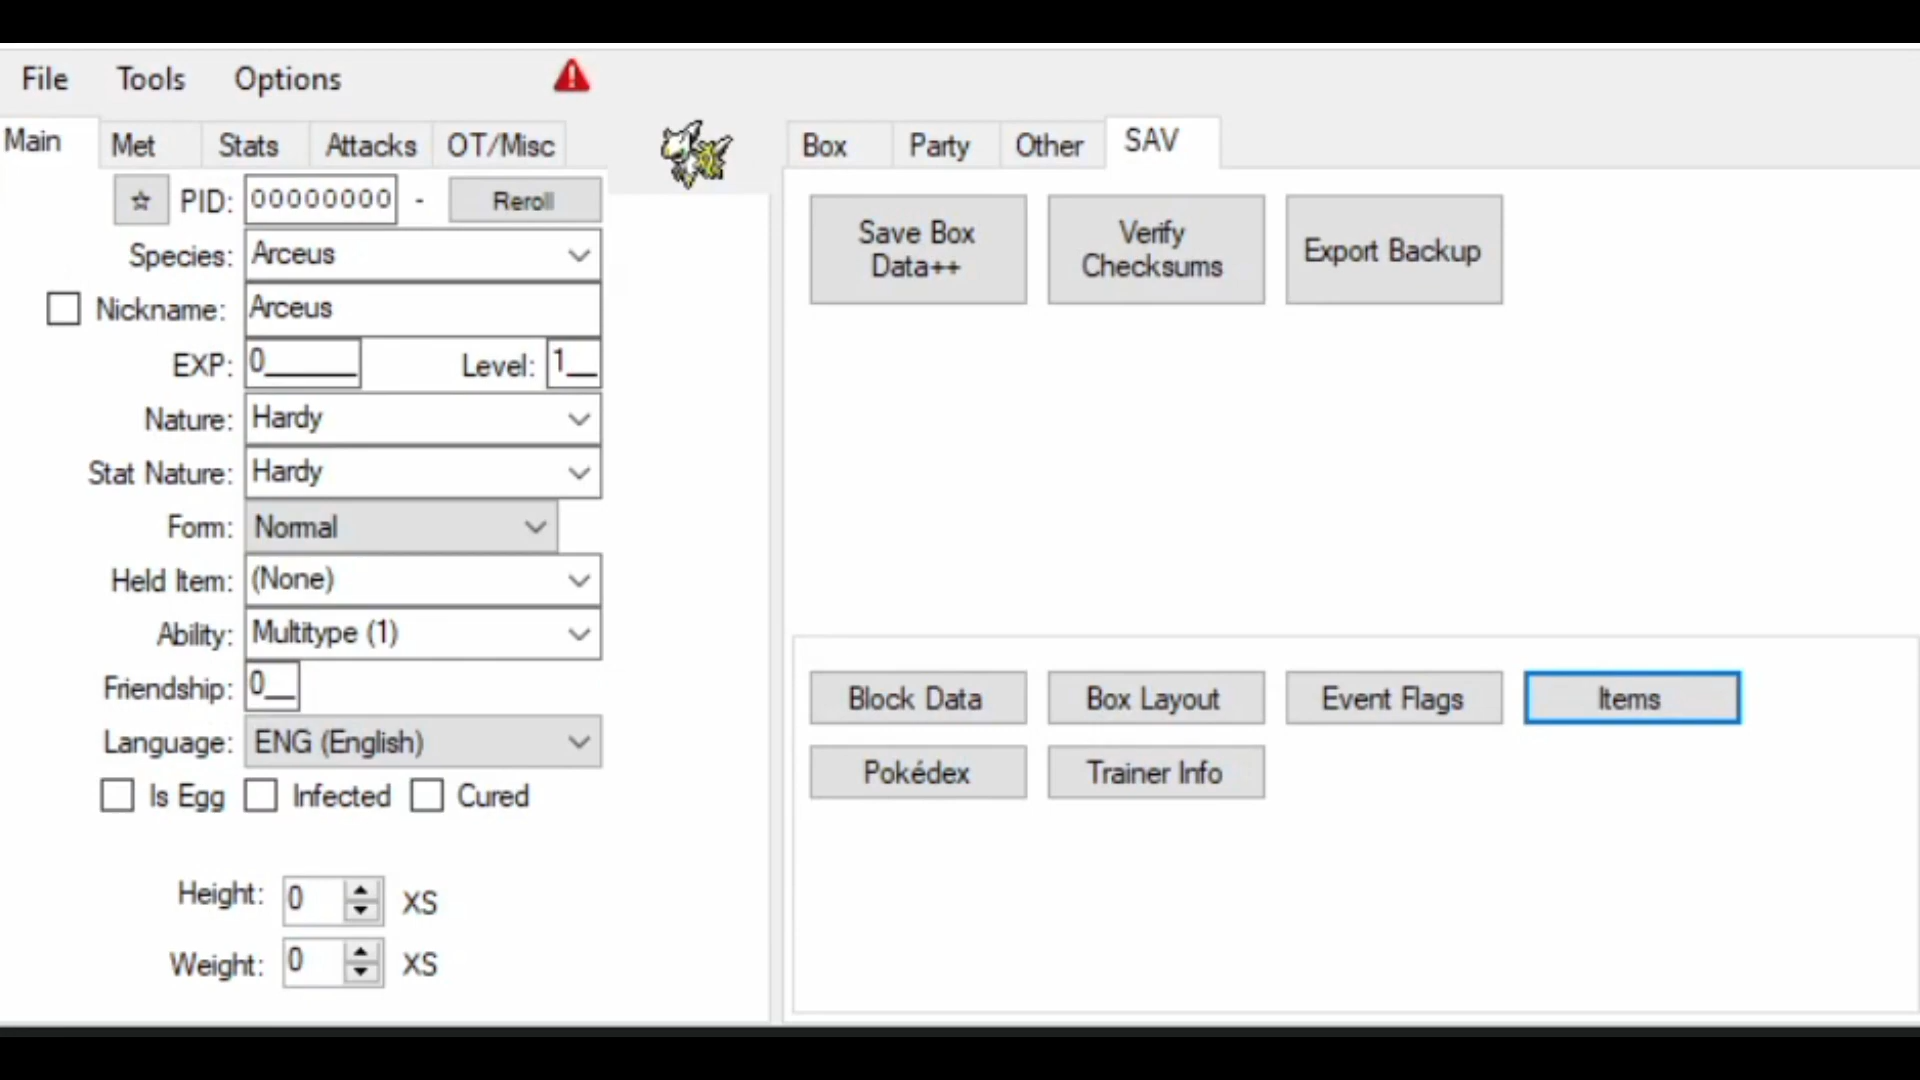 File Tools Options
Main Met Stats Attacks OT/Misc
PID: 00000000 - Reroll
Species: Arceus
Nickname: Arceus
EXP: 0 Level: 1
Nature: Hardy
Stat Nature: Hardy
Form: Normal
Held Item: (None)
Ability: Multitype (1)
Friendship: 0
Language: ENG (English)
Is Egg Infected Cured
Height: 0 XS
Weight: 0 XS
Box Party Other SAV
Save Box
Data++
Verify
Checksums
Export Backup
Block Data Box Layout Event Flags Items
Pokédex Trainer Info